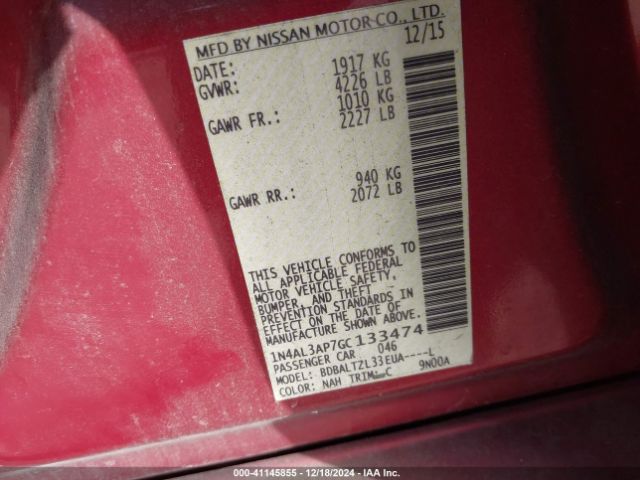 MFD BY NISSAN MOTOR CO., LTD.
DATE: 12/15
GVWR: 1917 KG
4226 LB
GAWR FR.: 1010 KG
2227 LB
GAWR RR.: 940 KG
2072 LB
THIS VEHICLE CONFORMS TO
ALL APPLICABLE FEDERAL
MOTOR VEHICLE SAFETY,
BUMPER, AND THEFT
PREVENTION STANDARDS IN
EFFECT ON THE DATE OF
MANUFACTURE SHOWN ABOVE.
1N4AL3AP7GC133474
PASSENGER CAR 046
MODEL: BDBALTZL33EUA----L
COLOR: NAH TRIM: C 9N00A
000-41145855 - 12/18/2024 - IAA Inc.